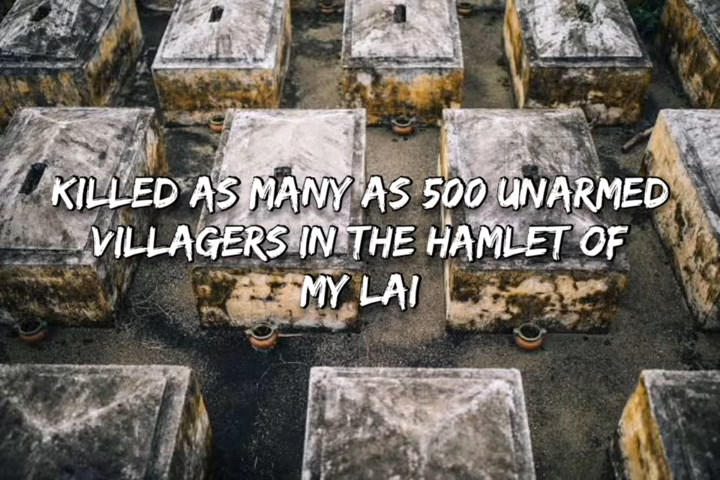 KILLED AS MANY AS 500 UNARMED
VILLAGERS IN THE HAMLET OF
MY LAI